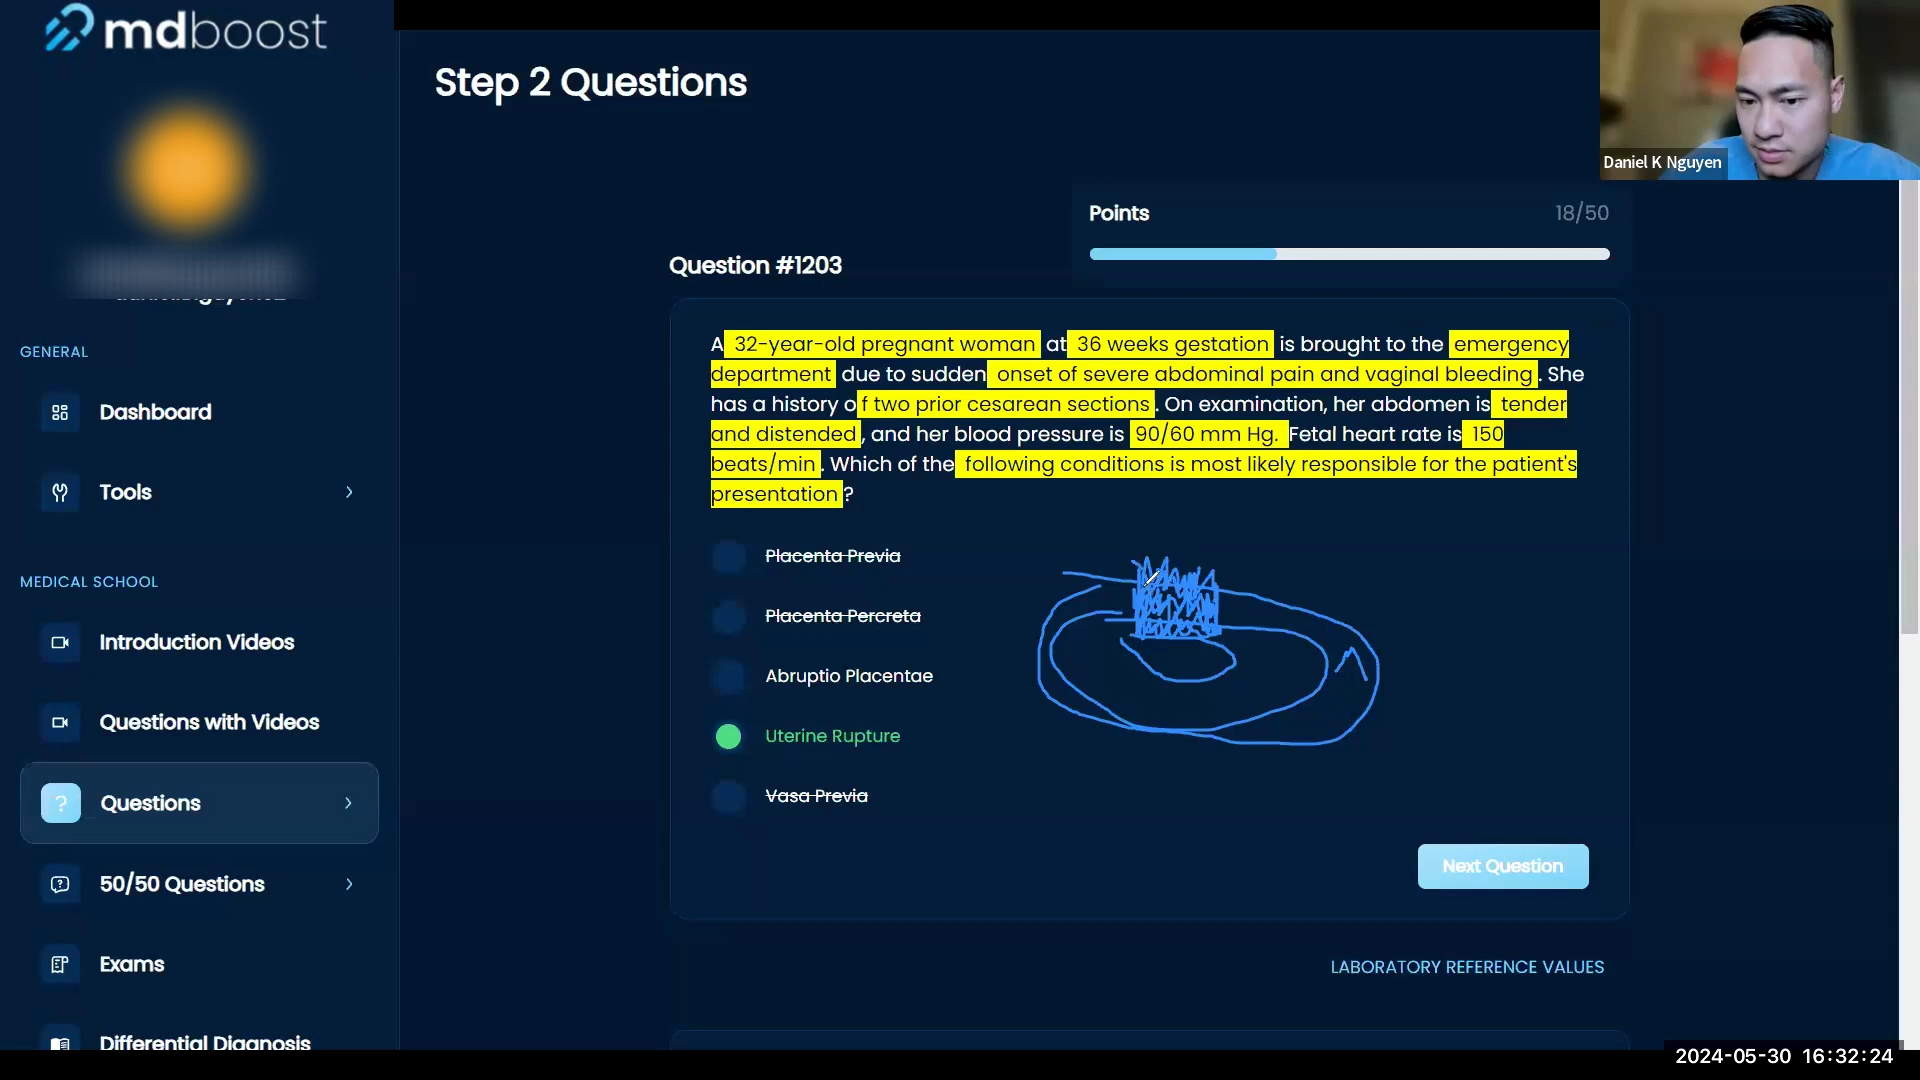 mdboost
Step 2 Questions
Daniel K Nguyen
Points
18/50
Question #1203
GENERAL
Dashboard
Tools
MEDICAL SCHOOL
Introduction Videos
Questions with Videos
Questions
50/50 Questions
Exams
Differential Diagnosis
A 32-year-old pregnant woman at 36 weeks gestation is brought to the emergency
department due to sudden onset of severe abdominal pain and vaginal bleeding. She
has a history of two prior cesarean sections. On examination, her abdomen is tender
and distended, and her blood pressure is 90/60 mm Hg. Fetal heart rate is 150
beats/min. Which of the following conditions is most likely responsible for the patient's
presentation?
Placenta Previa
Placenta Percreta
Abruptio Placentae
Uterine Rupture
Vasa Previa
Next Question
LABORATORY REFERENCE VALUES
2024-05-30 16:32:24